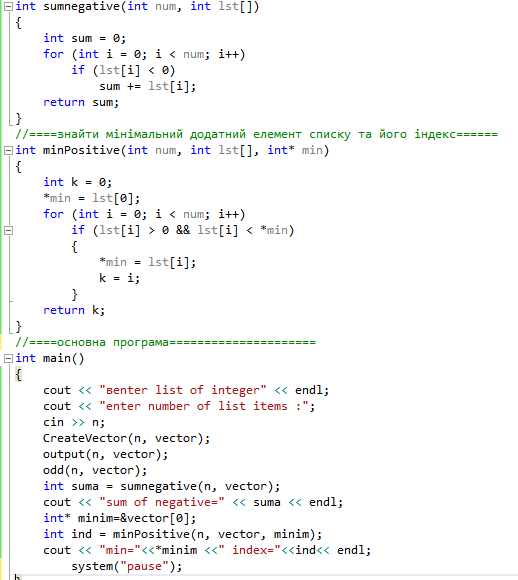 int sumnegative(int num, int lst[])
{
int sum = 0;
for (int i = 0; i < num; i++)
if (lst[i] < 0)
sum += lst[i];
return sum;
}
//====знайти мінімальний додатний елемент списку та його індекс======
int minPositive(int num, int lst[], int* min)
{
int k = 0;
*min = lst[0];
for (int i = 0; i < num; i++)
if (lst[i] > 0 && lst[i] < *min)
{
*min = lst[i];
k = i;
}
return k;
}
//====основна програма=====================
int main()
{
cout << "вenter list of integer" << endl;
cout << "enter number of list items :";
cin >> n;
CreateVector(n, vector);
output(n, vector);
odd(n, vector);
int suma = sumnegative(n, vector);
cout << "sum of negative=" << suma << endl;
int* minim=&vector[0];
int ind = minPositive(n, vector, minim);
cout << "min="<<*minim <<" index="<<ind<< endl;
system("pause");
}